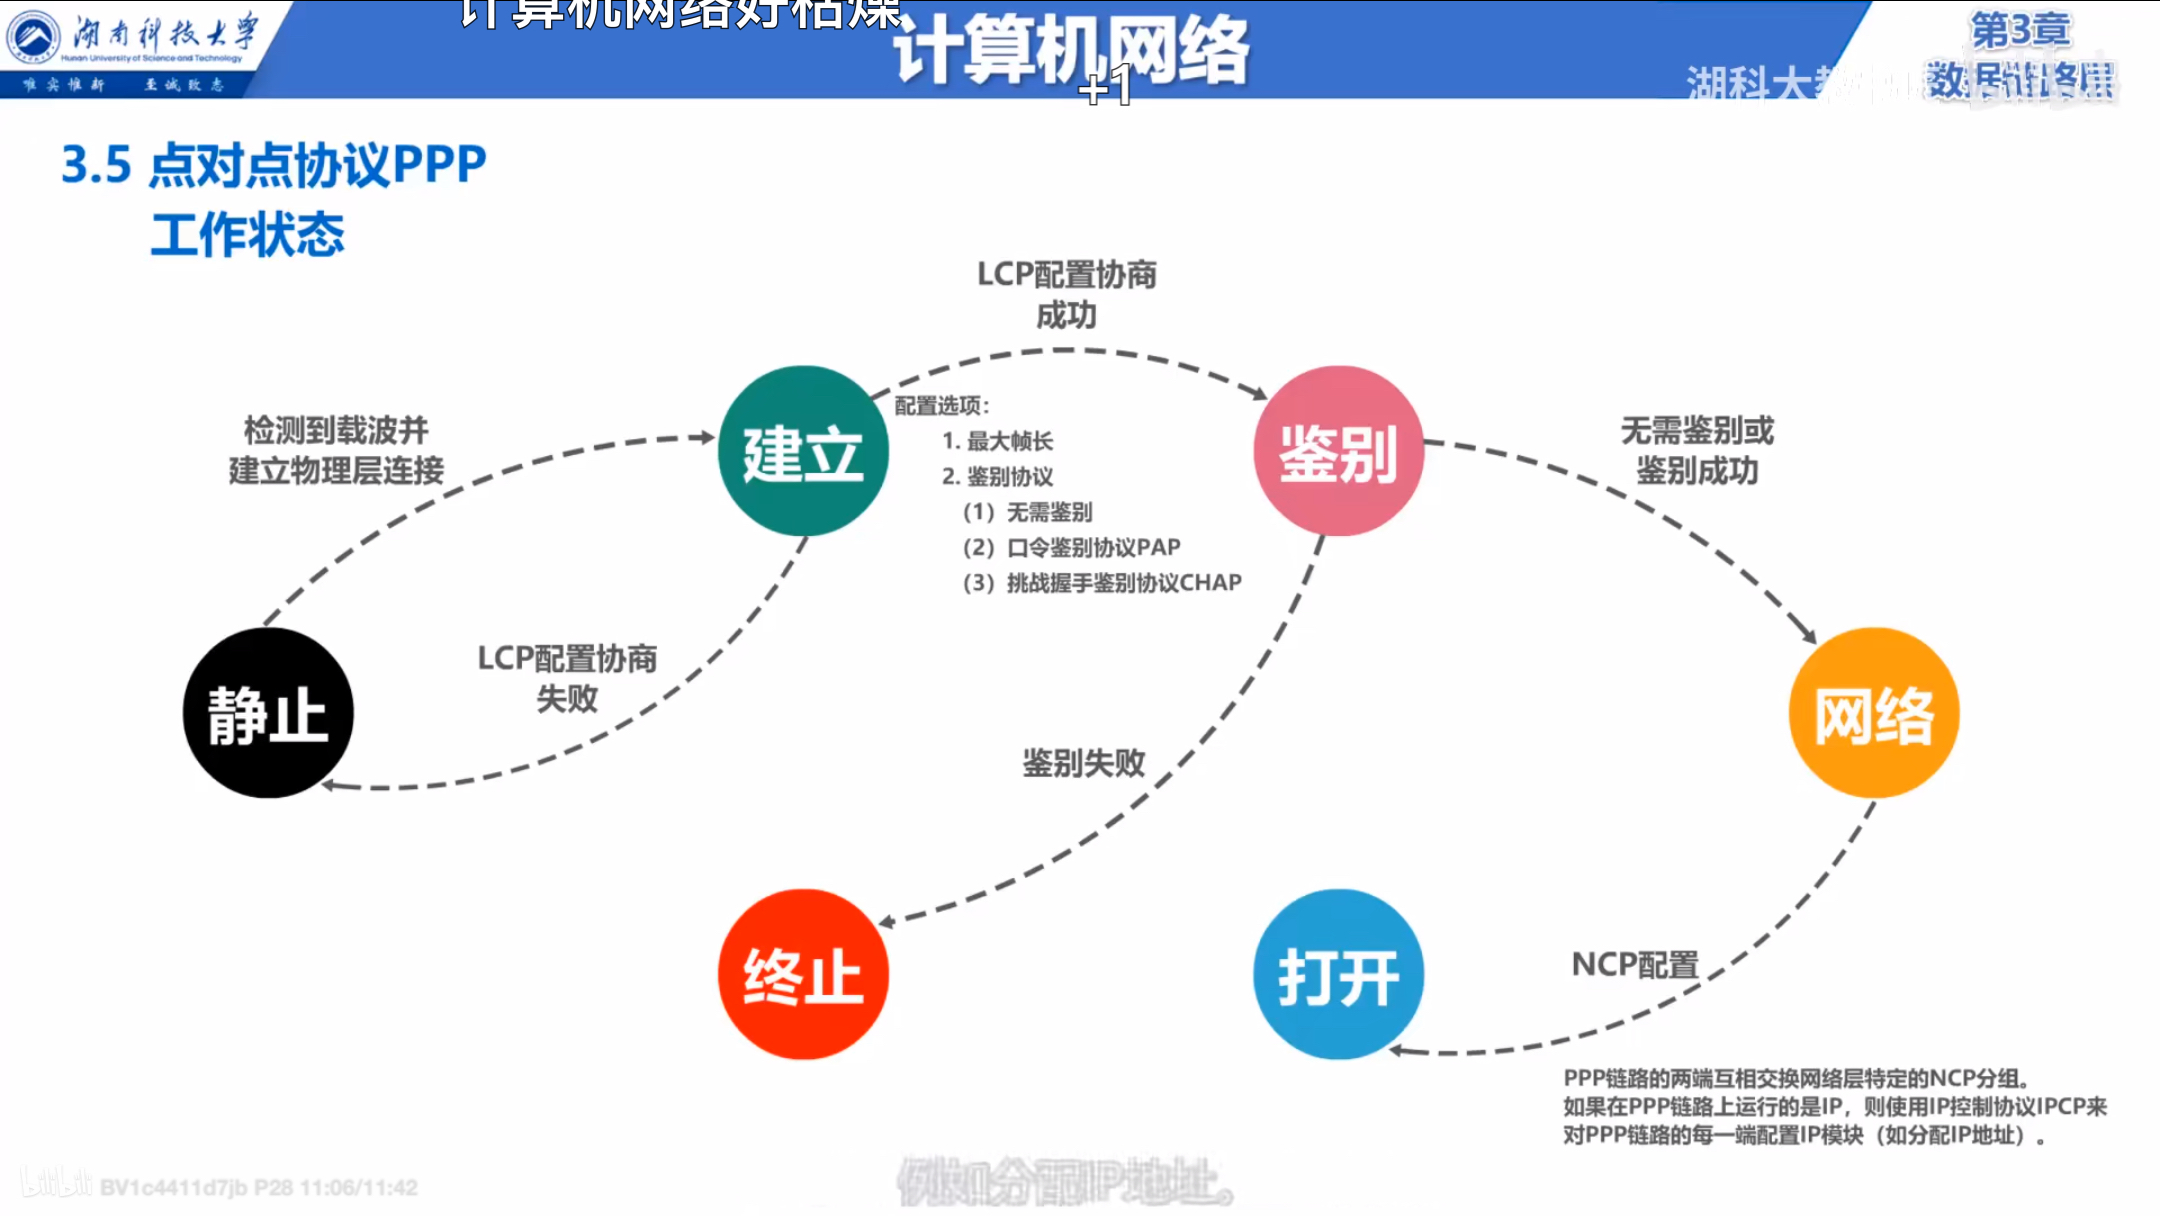 计算机网络好枯燥
湖南科技大学
Hunan University of Science and Technology
唯实惟新 至诚致志
计算机网络
+1
第3章
数据链路层
湖科大教
3.5 点对点协议PPP
工作状态
LCP配置协商
成功
检测到载波并
建立物理层连接
建立
配置选项：
1. 最大帧长
2. 鉴别协议
（1）无需鉴别
（2）口令鉴别协议PAP
（3）挑战握手鉴别协议CHAP
鉴别
无需鉴别或
鉴别成功
LCP配置协商
失败
静止
鉴别失败
网络
终止
打开
NCP配置
PPP链路的两端互相交换网络层特定的NCP分组。
如果在PPP链路上运行的是IP，则使用IP控制协议IPCP来
对PPP链路的每一端配置IP模块（如分配IP地址）。
例如分配IP地址。
bilibili BV1c4411d7jb P28 11:06/11:42